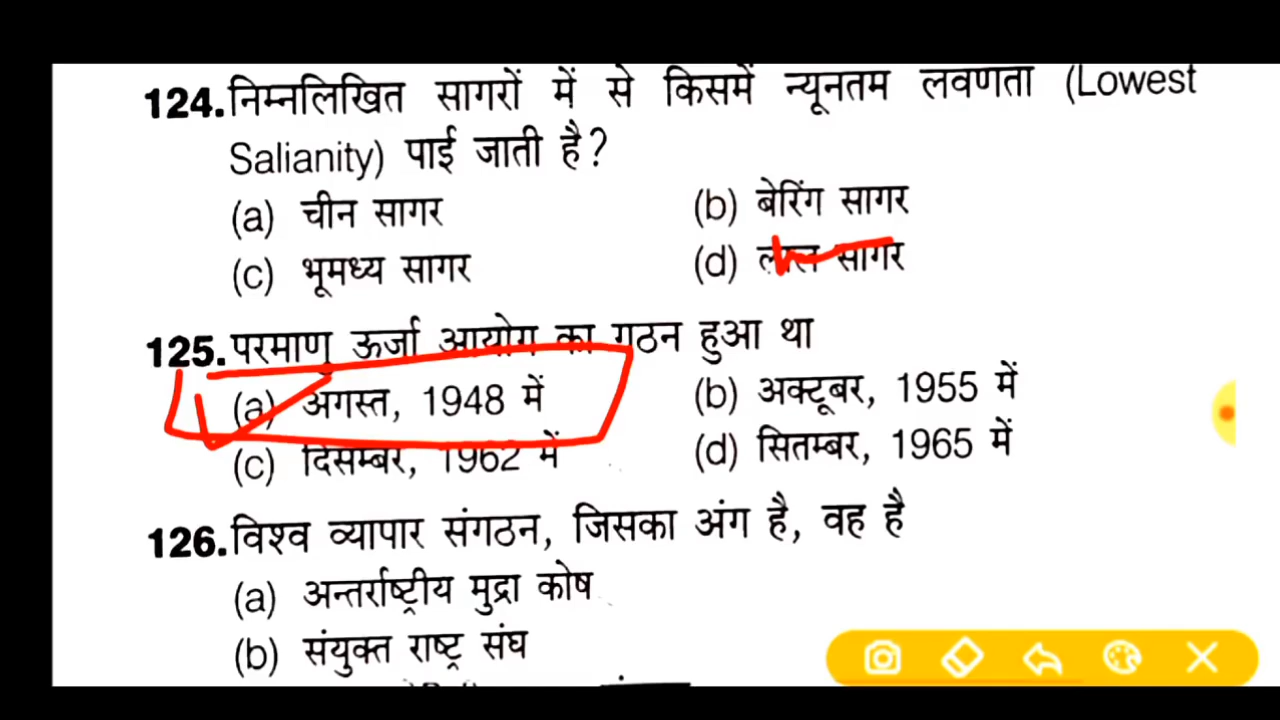 124. निम्नलिखित सागरों में से किसमें न्यूनतम लवणता (Lowest
Salianity) पाई जाती है?
(a) चीन सागर (b) बेरिंग सागर
(c) भूमध्य सागर (d) लाल सागर
125. परमाणु ऊर्जा आयोग का गठन हुआ था
(a) अगस्त, 1948 में (b) अक्टूबर, 1955 में
(c) दिसम्बर, 1962 में (d) सितम्बर, 1965 में
126. विश्व व्यापार संगठन, जिसका अंग है, वह है
(a) अन्तर्राष्ट्रीय मुद्रा कोष
(b) संयुक्त राष्ट्र संघ